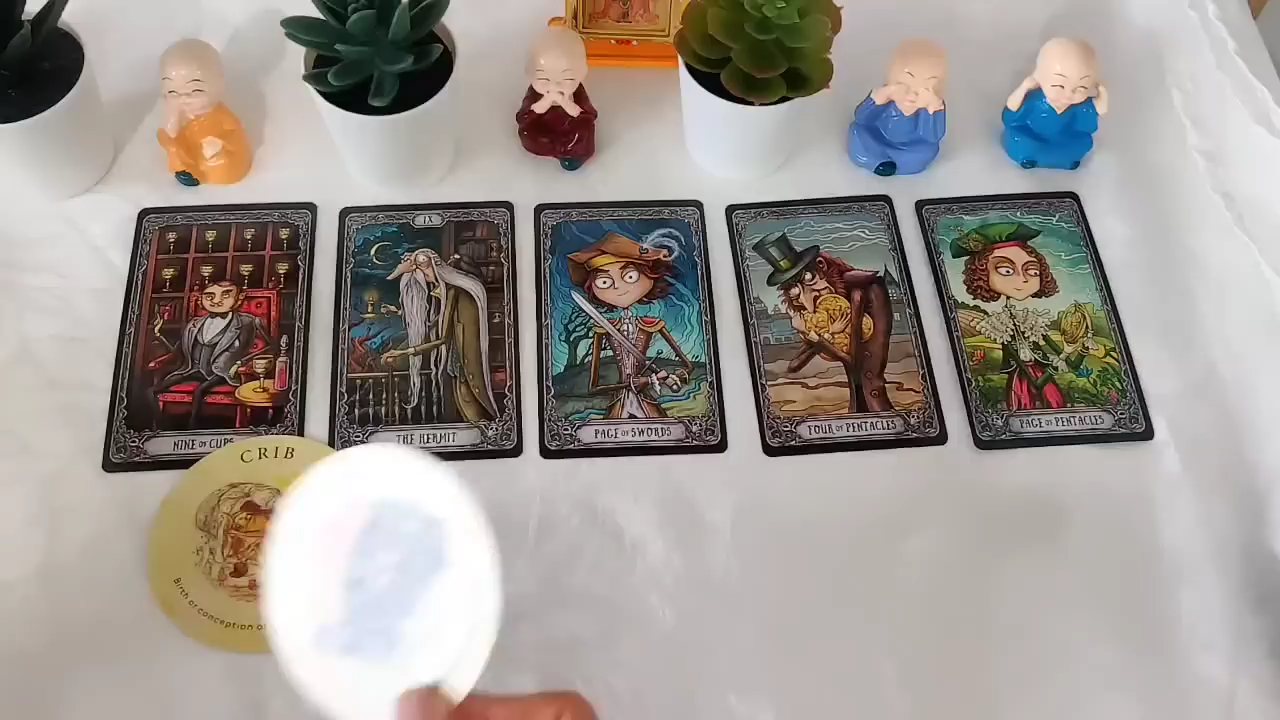 NINE OF CUPS
IX
THE HERMIT
PAGE OF SWORDS
FOUR OF PENTACLES
PAGE OF PENTACLES
CRIB
Birth or conception